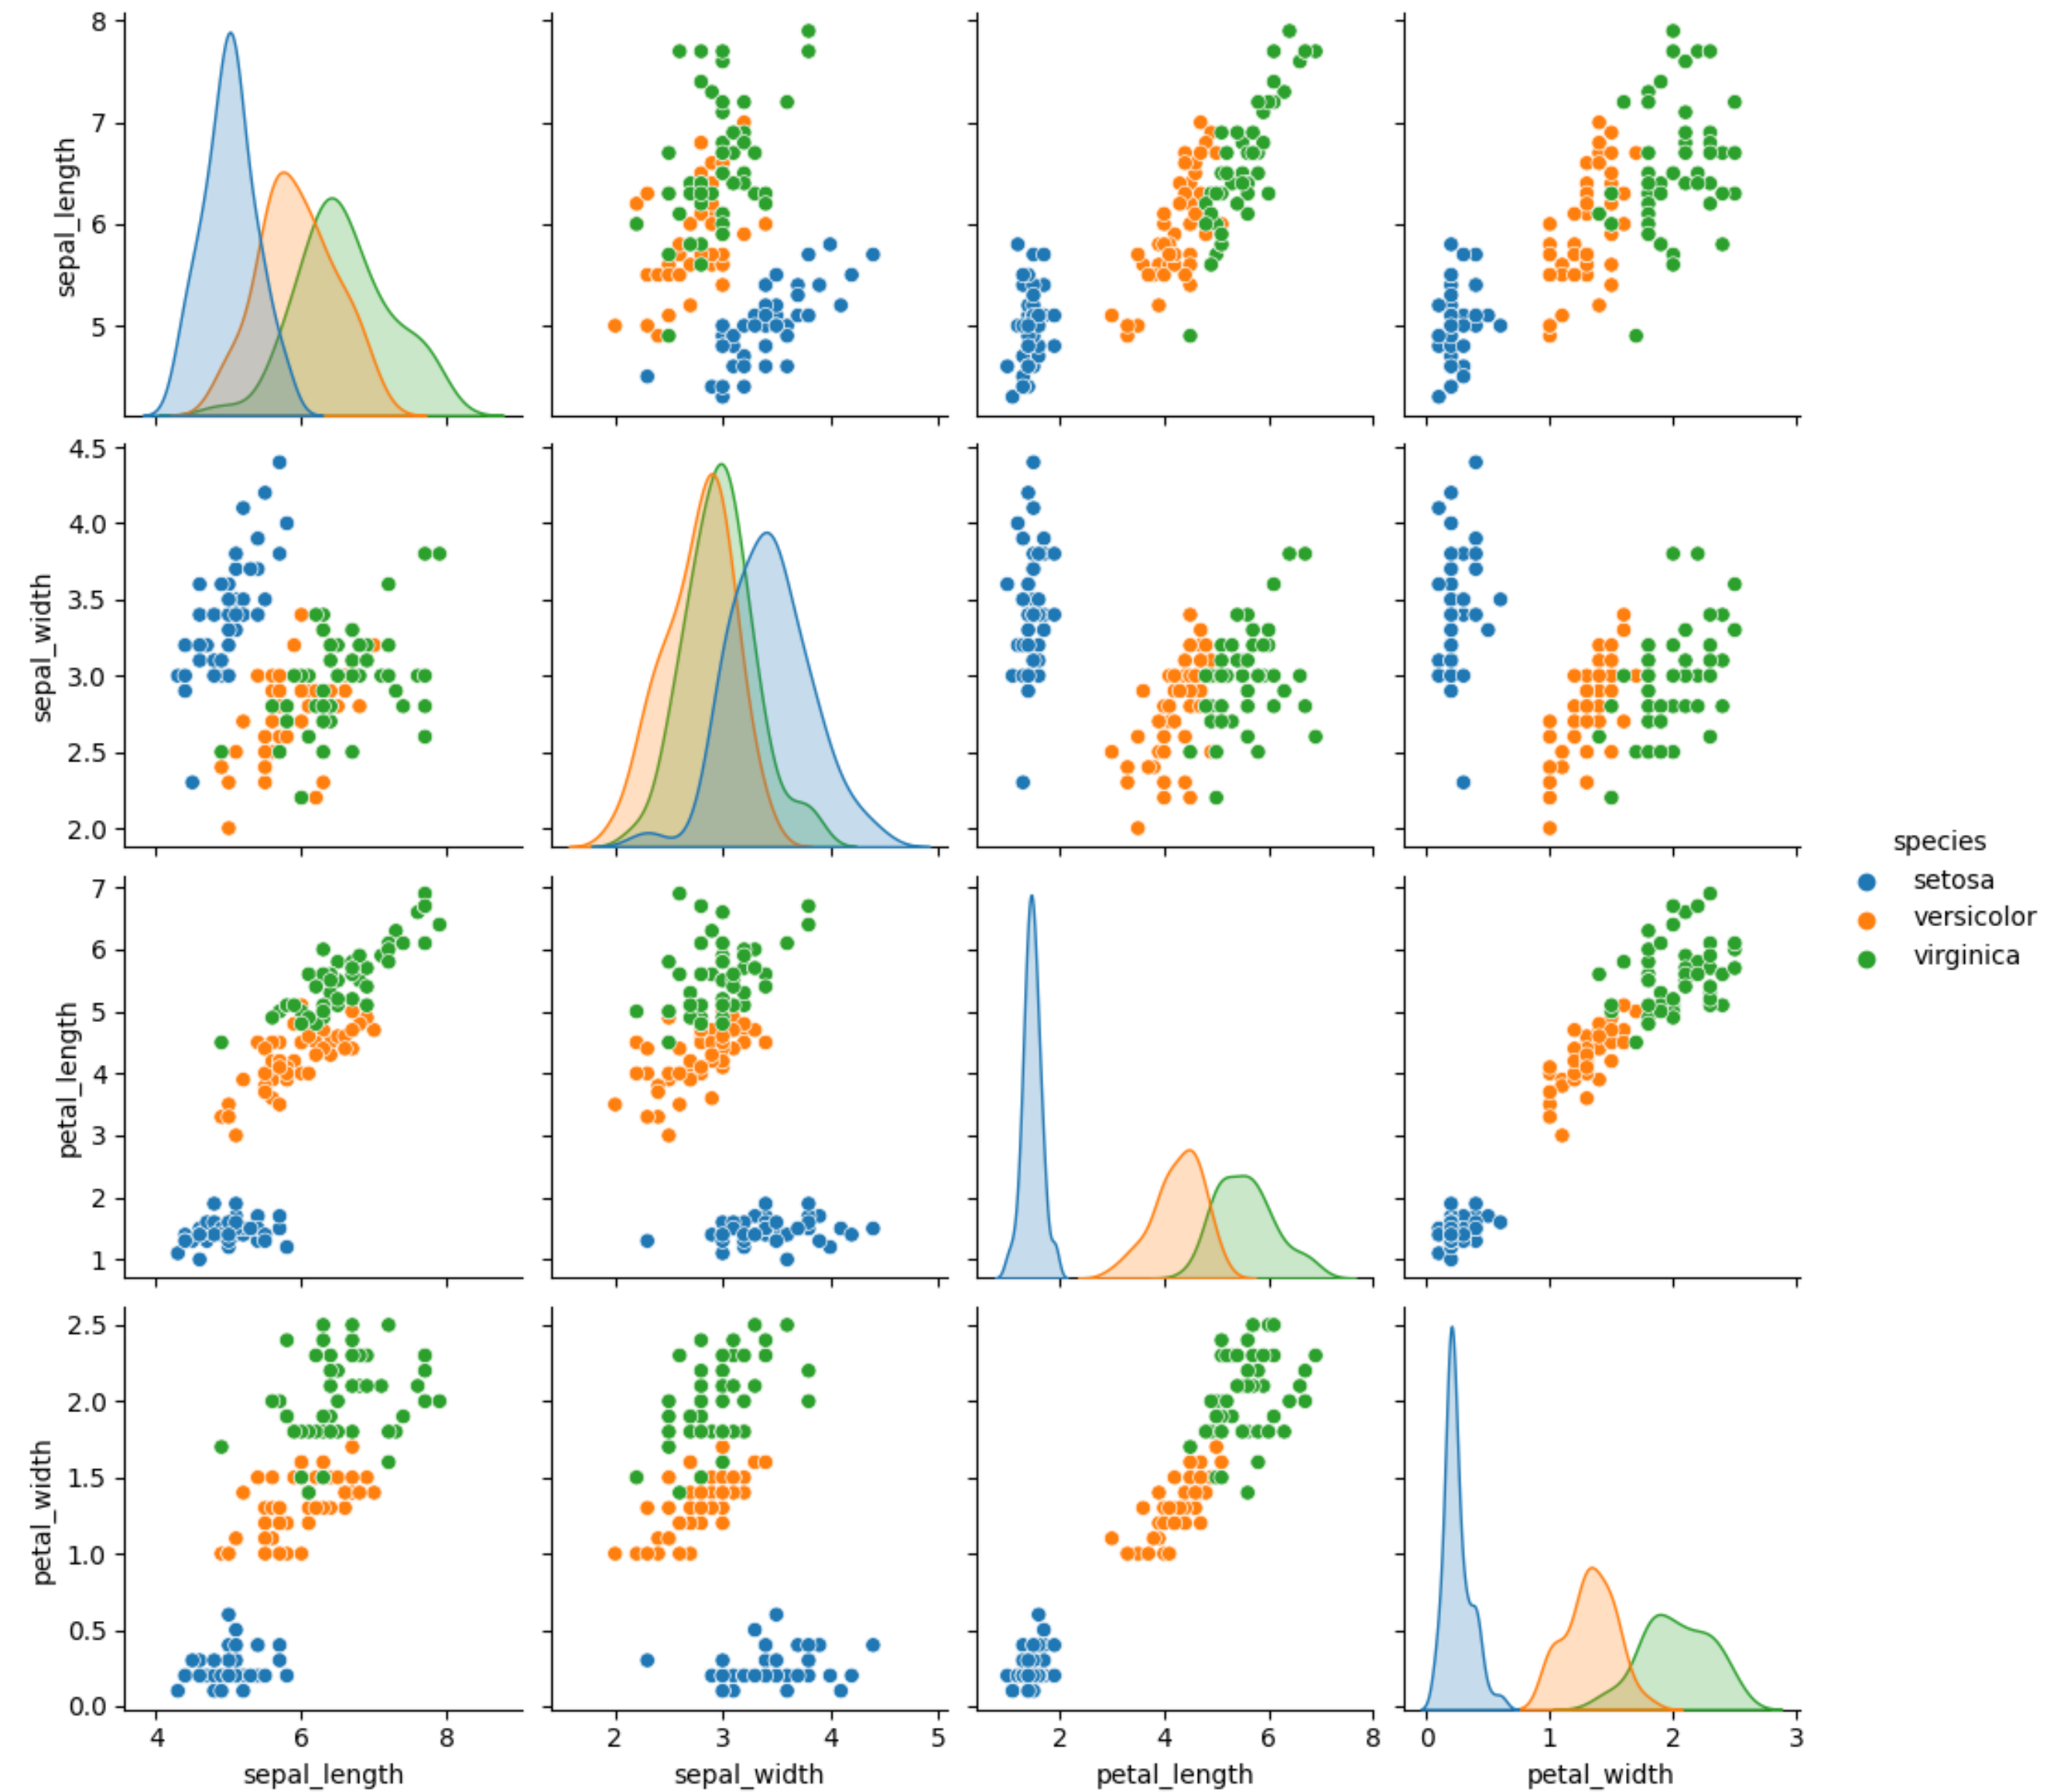 8
7
6
5
sepal_length
4.5
4.0
3.5
3.0
2.5
2.0
sepal_width
7
6
5
4
3
2
1
petal_length
2.5
2.0
1.5
1.0
0.5
0.0
petal_width
4 6 8
sepal_length
2 3 4 5
sepal_width
2 4 6 8
petal_length
0 1 2 3
petal_width
species
setosa
versicolor
virginica